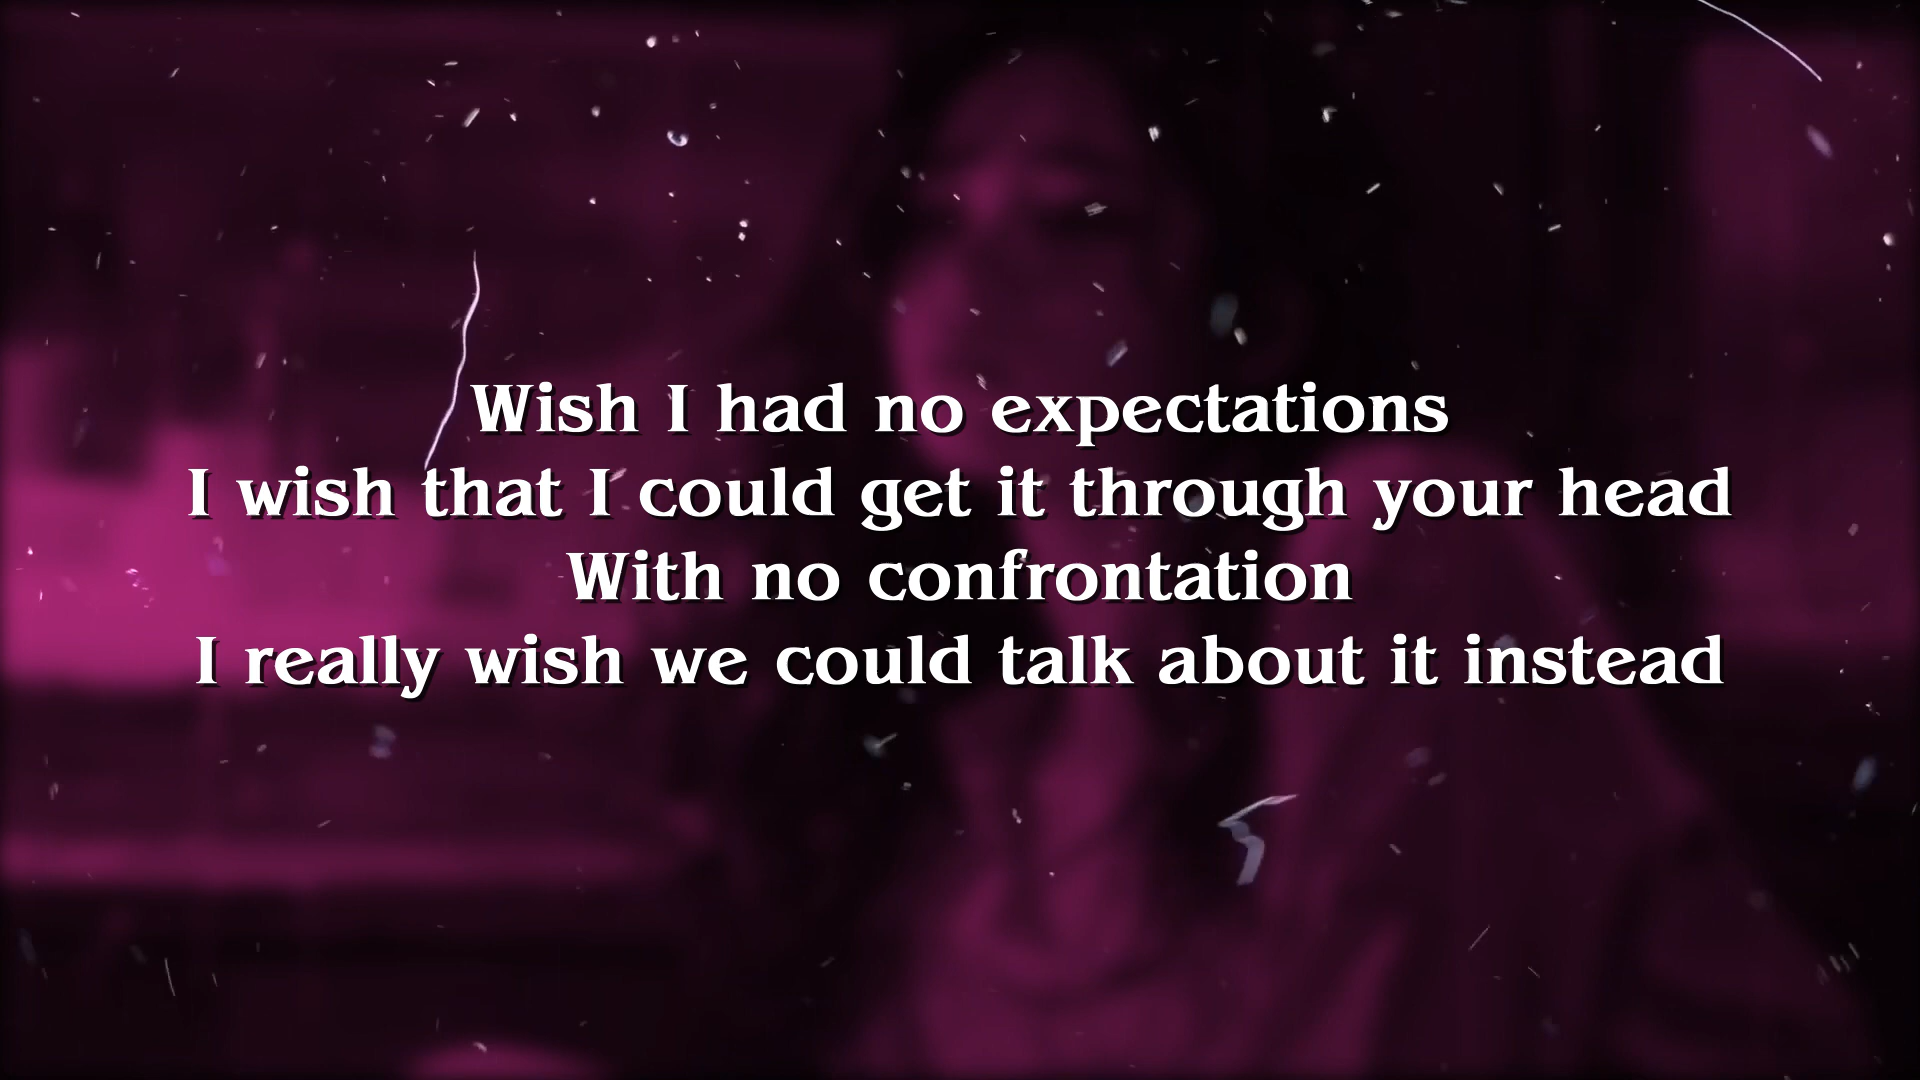 Wish I had no expectations
I wish that I could get it through your head
With no confrontation
I really wish we could talk about it instead